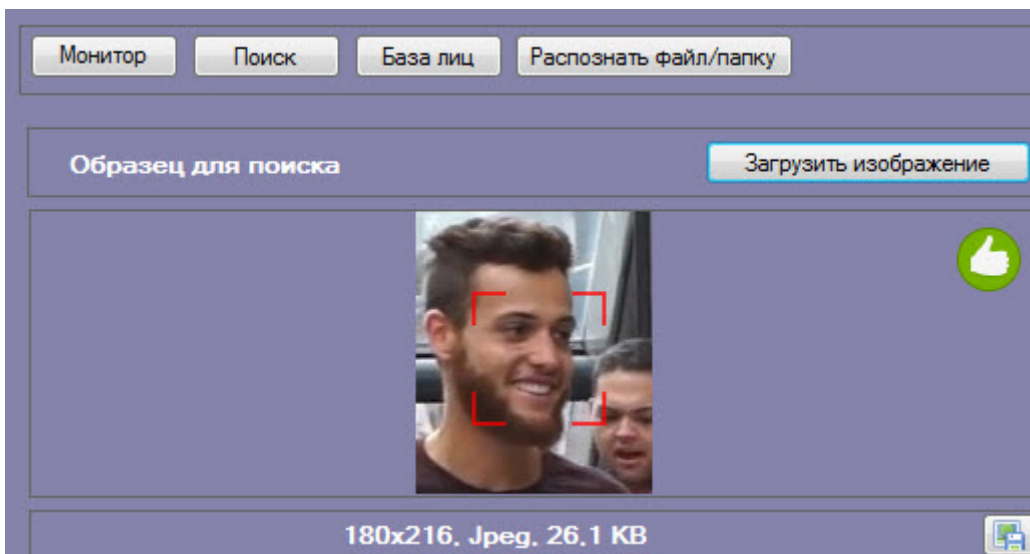 Монитор Поиск База лиц Распознать файл/папку
Образец для поиска Загрузить изображение
180x216, Jpeg, 26,1 KB